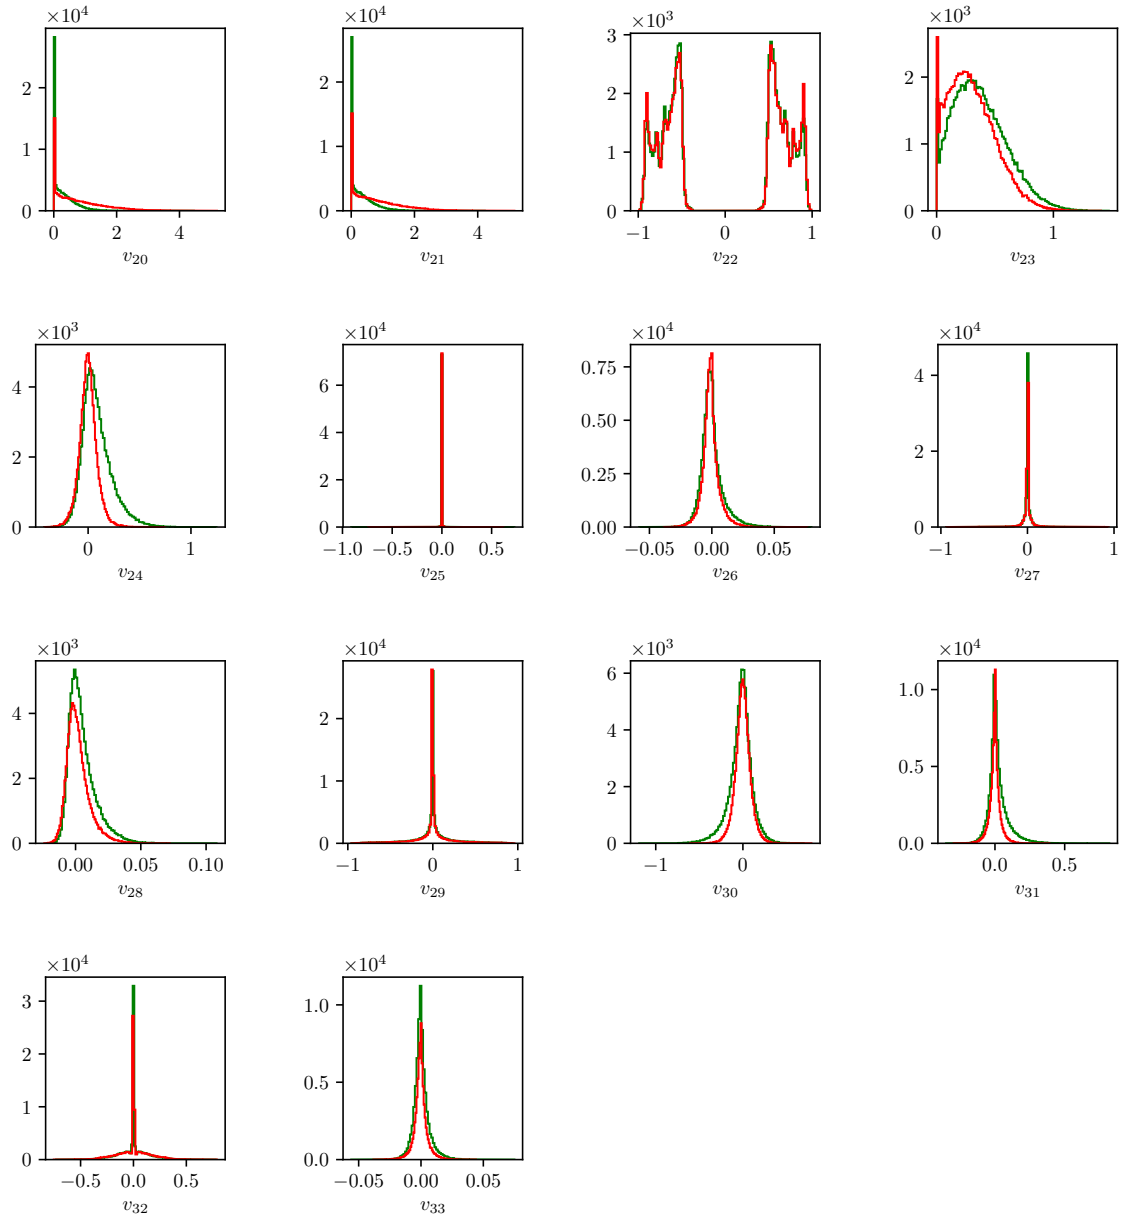 ×10⁴ ×10⁴ ×10³ ×10³
2 1 0
0 2 4
v₂₀
2 1 0
0 2 4
v₂₁
3 2 1 0
−1 0 1
v₂₂
2 1 0
0 1
v₂₃
×10³ ×10⁴ ×10⁴ ×10⁴
4 2 0
0 1
v₂₄
6 4 2 0
−1.0 −0.5 0.0 0.5
v₂₅
0.75 0.50 0.25 0.00
−0.05 0.00 0.05
v₂₆
4 2 0
−1 0 1
v₂₇
×10³ ×10⁴ ×10³ ×10⁴
4 2 0
0.00 0.05 0.10
v₂₈
2 1 0
−1 0 1
v₂₉
6 4 2 0
−1 0
v₃₀
1.0 0.5 0.0
0.0 0.5
v₃₁
×10⁴ ×10⁴
3 2 1 0
−0.5 0.0 0.5
v₃₂
1.0 0.5 0.0
−0.05 0.00 0.05
v₃₃